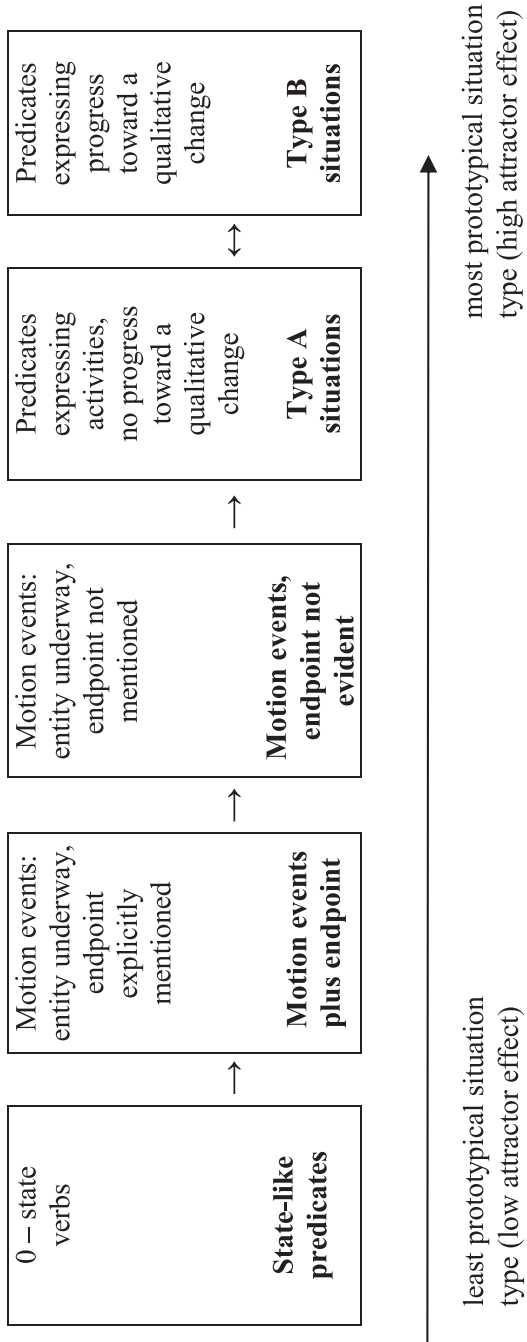 0 – state
verbs
State-like
predicates
→
Motion events:
entity underway,
endpoint
explicitly
mentioned
Motion events
plus endpoint
→
Motion events:
entity underway,
endpoint not
mentioned
Motion events,
endpoint not
evident
→
Predicates
expressing
activities,
no progress
toward a
qualitative
change
Type A
situations
↔
Predicates
expressing
progress
toward a
qualitative
change
Type B
situations
least prototypical situation
type (low attractor effect)
most prototypical situation
type (high attractor effect)